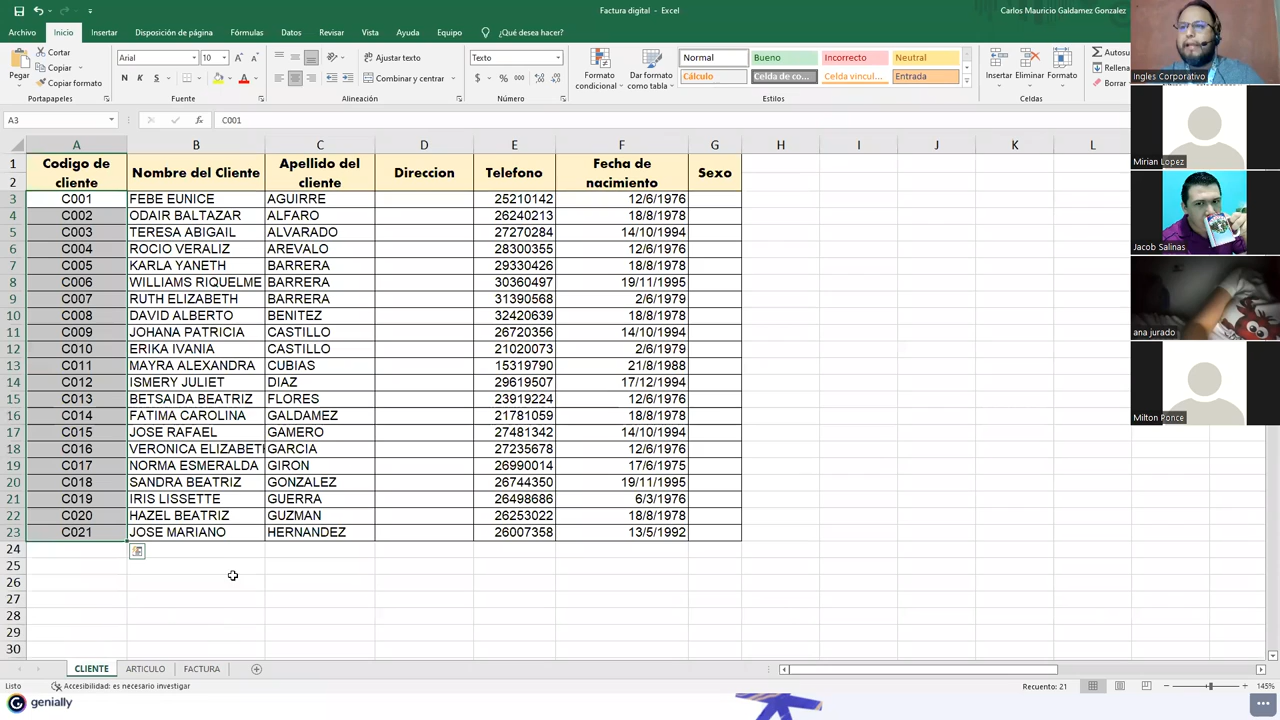 Factura digital - Excel
Carlos Mauricio Galdamez Gonzalez
Archivo Inicio Insertar Disposición de página Fórmulas Datos Revisar Vista Ayuda Equipo ¿Qué desea hacer?
Pegar
Cortar
Copiar
Copiar formato
Portapapeles
Arial 10
N K S
Fuente
Ajustar texto
Combinar y centrar
Alineación
Texto
$ % 000
Número
Formato condicional
Dar formato como tabla
Normal Bueno Incorrecto Neutral
Cálculo Celda de co... Celda vincul... Entrada
Estilos
Insertar Eliminar Formato
Celdas
Autosu
Rellena
Borrar
A3 fx C001
A B C D E F G H I J K L
1 2 Codigo de cliente Nombre del Cliente Apellido del cliente Direccion Telefono Fecha de nacimiento Sexo
3 C001 FEBE EUNICE AGUIRRE 25210142 12/6/1976
4 C002 ODAIR BALTAZAR ALFARO 26240213 18/8/1978
5 C003 TERESA ABIGAIL ALVARADO 27270284 14/10/1994
6 C004 ROCIO VERALIZ AREVALO 28300355 12/6/1976
7 C005 KARLA YANETH BARRERA 29330426 18/8/1978
8 C006 WILLIAMS RIQUELME BARRERA 30360497 19/11/1995
9 C007 RUTH ELIZABETH BARRERA 31390568 2/6/1979
10 C008 DAVID ALBERTO BENITEZ 32420639 18/8/1978
11 C009 JOHANA PATRICIA CASTILLO 26720356 14/10/1994
12 C010 ERIKA IVANIA CASTILLO 21020073 2/6/1979
13 C011 MAYRA ALEXANDRA CUBIAS 15319790 21/8/1988
14 C012 ISMERY JULIET DIAZ 29619507 17/12/1994
15 C013 BETSAIDA BEATRIZ FLORES 23919224 12/6/1976
16 C014 FATIMA CAROLINA GALDAMEZ 21781059 18/8/1978
17 C015 JOSE RAFAEL GAMERO 27481342 14/10/1994
18 C016 VERONICA ELIZABET GARCIA 27235678 12/6/1976
19 C017 NORMA ESMERALDA GIRON 26990014 17/6/1975
20 C018 SANDRA BEATRIZ GONZALEZ 26744350 19/11/1995
21 C019 IRIS LISSETTE GUERRA 26498686 6/3/1976
22 C020 HAZEL BEATRIZ GUZMAN 26253022 18/8/1978
23 C021 JOSE MARIANO HERNANDEZ 26007358 13/5/1992
24
25
26
27
28
29
30
CLIENTE ARTICULO FACTURA
Listo Accesibilidad: es necesario investigar Recuento: 21 145%
genially
Ingles Corporativo
Mirian Lopez
Jacob Salinas
ana jurado
Milton Ponce